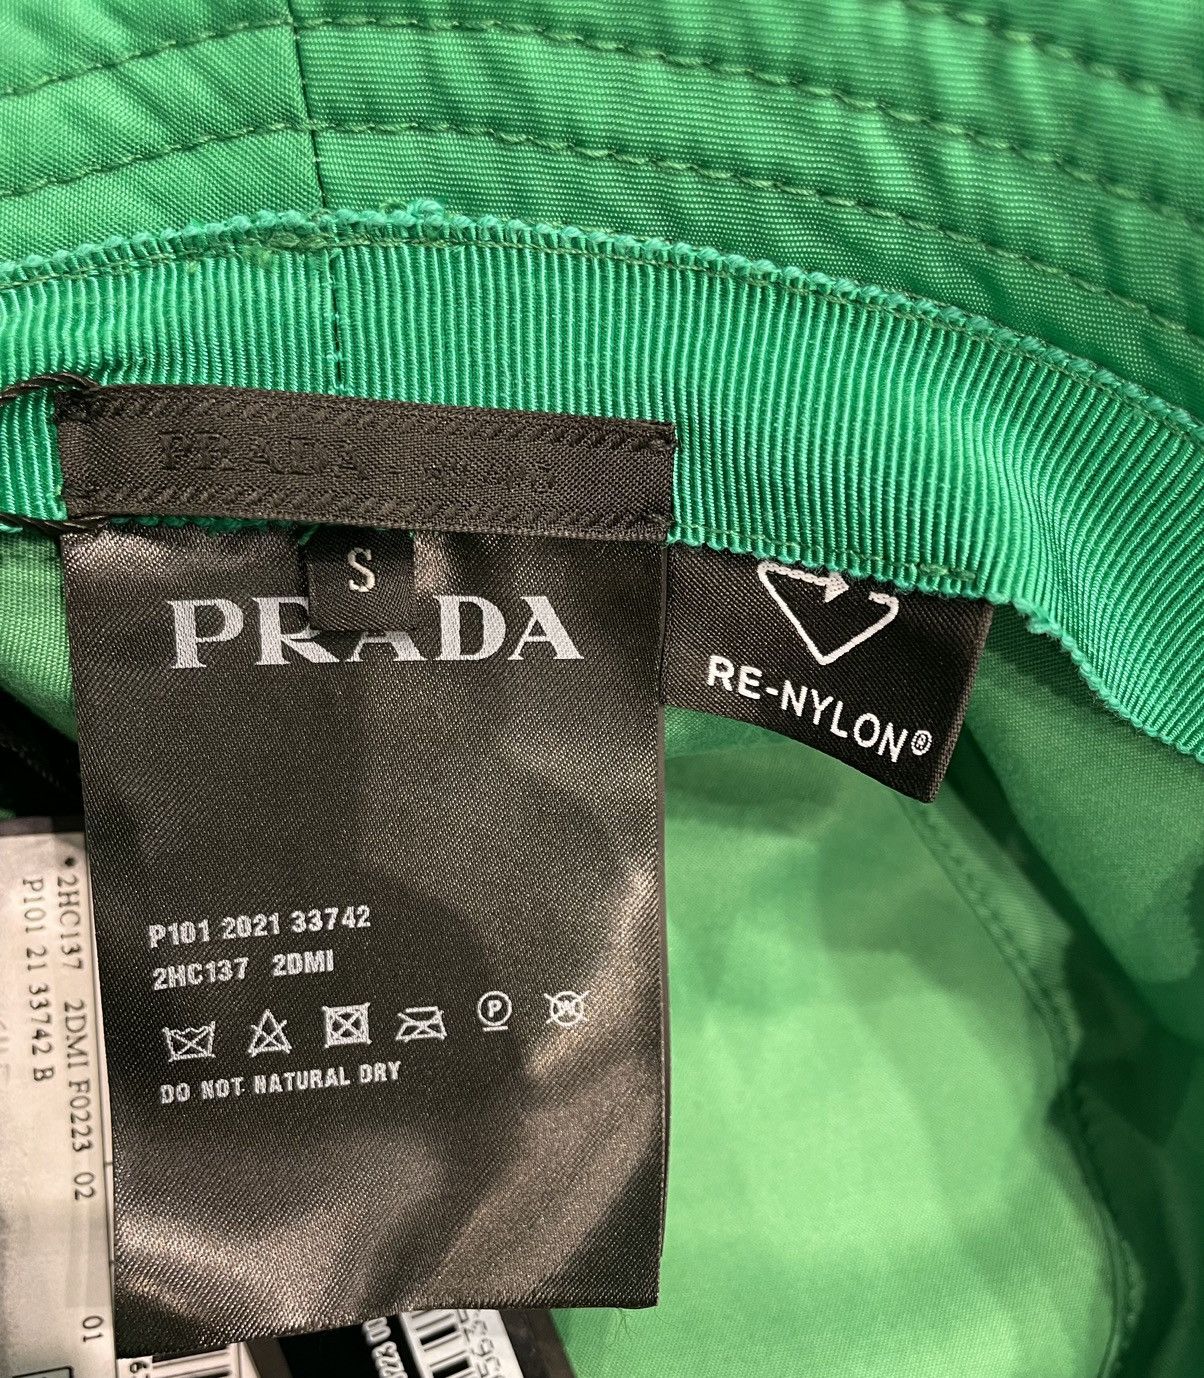 PRADA
S
PRADA
RE-NYLON®
P101 2021 33742
2HC137 2DMI
P
W
DO NOT NATURAL DRY
*2HC137 2DMI F0223 02
P101 21 33742 B
01